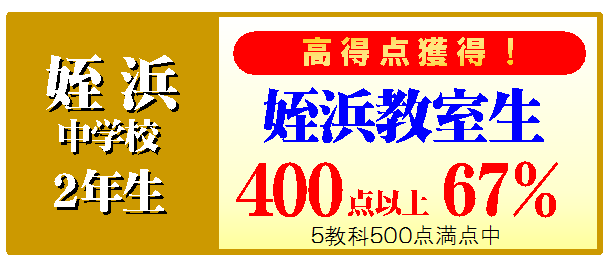 姪浜
中学校
2年生
高得点獲得!
姪浜教室生
400点以上 67%
5教科500点満点中